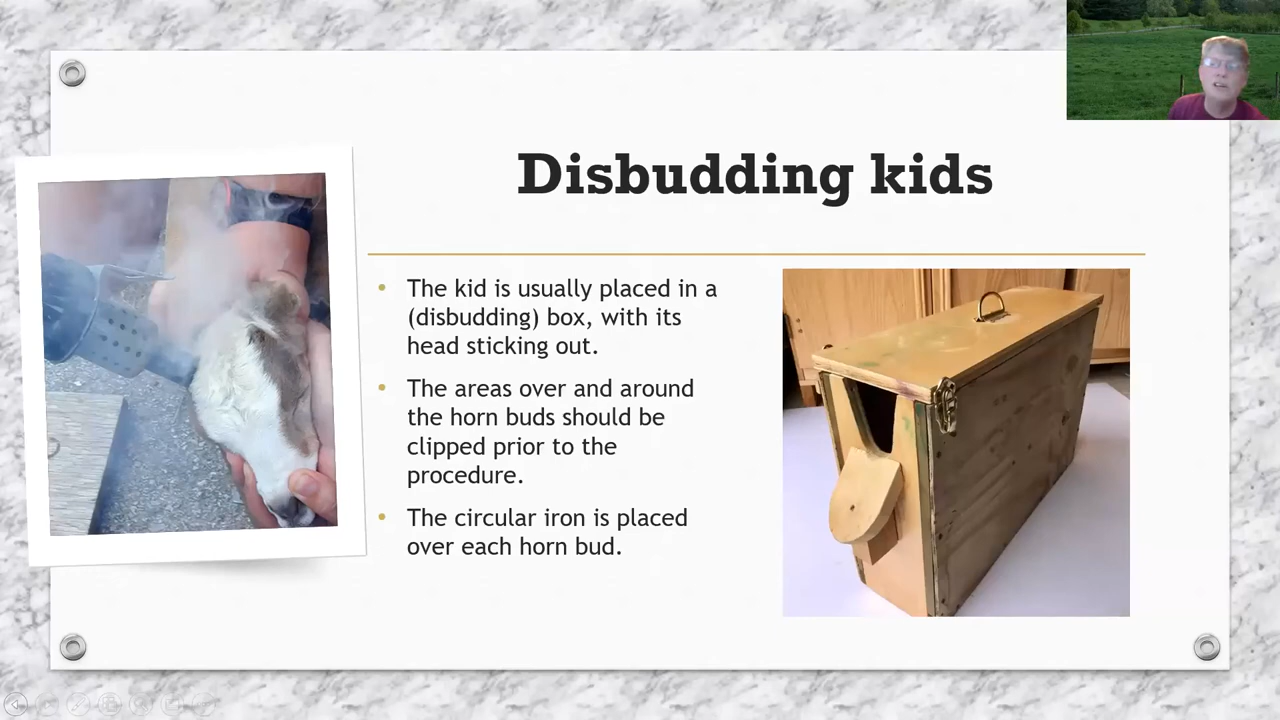 Disbudding kids
• The kid is usually placed in a
(disbudding) box, with its
head sticking out.
• The areas over and around
the horn buds should be
clipped prior to the
procedure.
• The circular iron is placed
over each horn bud.